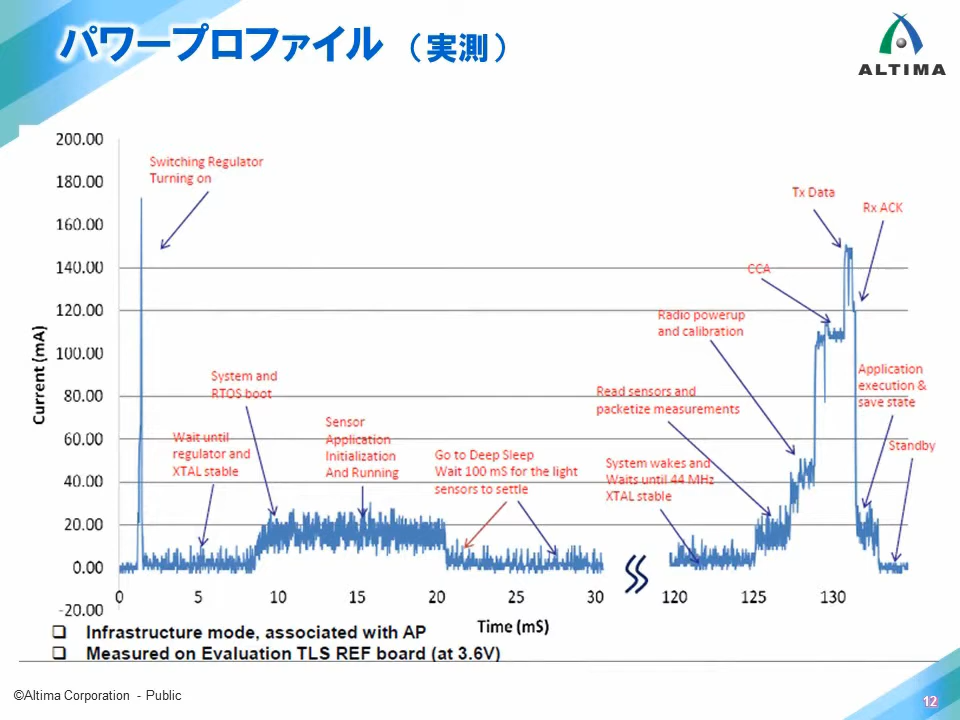 パワープロファイル （実測）
ALTIMA
200.00
180.00
160.00
140.00
120.00
100.00
80.00
60.00
40.00
20.00
0.00
-20.00
Current (mA)
Switching Regulator
Turning on
Wait until
regulator and
XTAL stable
System and
RTOS boot
Sensor
Application
Initialization
And Running
Go to Deep Sleep
Wait 100 mS for the light
sensors to settle
System wakes and
Waits until 44 MHz
XTAL stable
Read sensors and
packetize measurements
Radio powerup
and calibration
CCA
Tx Data
Rx ACK
Application
execution &
save state
Standby
0 5 10 15 20 25 30 120 125 130
Time (mS)
❑ Infrastructure mode, associated with AP
❑ Measured on Evaluation TLS REF board (at 3.6V)
©Altima Corporation - Public
12